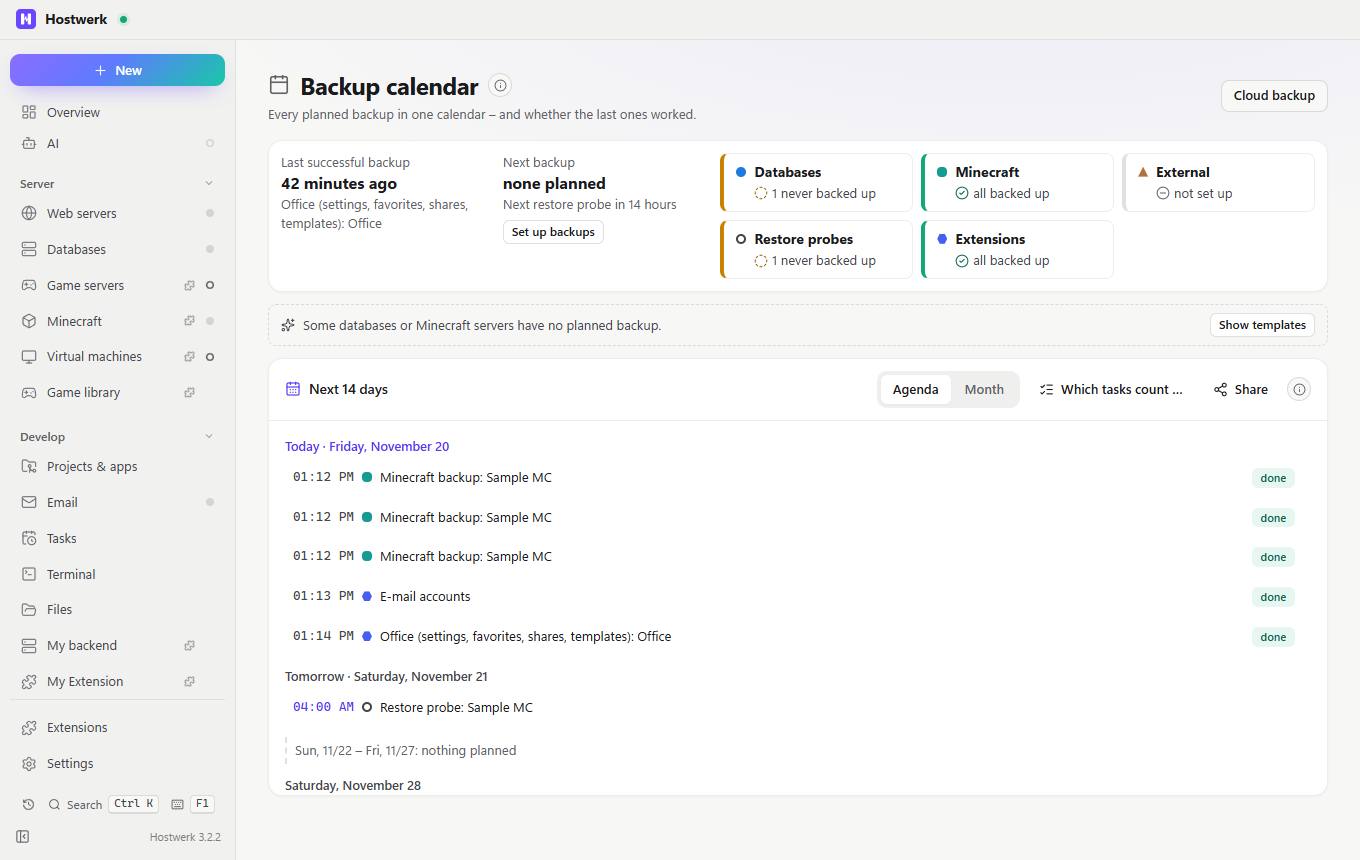 Hostwerk
New
Overview
AI
Server
Web servers
Databases
Game servers
Minecraft
Virtual machines
Game library
Develop
Projects & apps
Email
Tasks
Terminal
Files
My backend
My Extension
Extensions
Settings
Search Ctrl K F1
Hostwerk 3.2.2
Backup calendar
Every planned backup in one calendar – and whether the last ones worked.
Cloud backup
Last successful backup
42 minutes ago
Office (settings, favorites, shares,
templates): Office
Next backup
none planned
Next restore probe in 14 hours
Set up backups
Databases
1 never backed up
Minecraft
all backed up
External
not set up
Restore probes
1 never backed up
Extensions
all backed up
Some databases or Minecraft servers have no planned backup.
Show templates
Next 14 days
Agenda
Month
Which tasks count ...
Share
Today · Friday, November 20
01:12 PM Minecraft backup: Sample MC done
01:12 PM Minecraft backup: Sample MC done
01:12 PM Minecraft backup: Sample MC done
01:13 PM E-mail accounts done
01:14 PM Office (settings, favorites, shares, templates): Office done
Tomorrow · Saturday, November 21
04:00 AM Restore probe: Sample MC
Sun, 11/22 – Fri, 11/27: nothing planned
Saturday, November 28